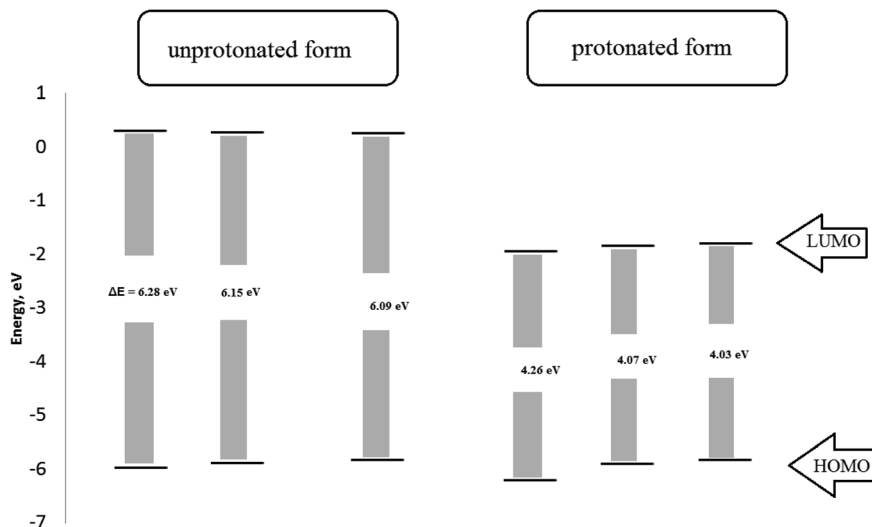 unprotonated form
protonated form
1
0
-1
-2
-3
-4
-5
-6
-7
Energy, eV
ΔE = 6.28 eV
6.15 eV
6.09 eV
4.26 eV
4.07 eV
4.03 eV
LUMO
HOMO